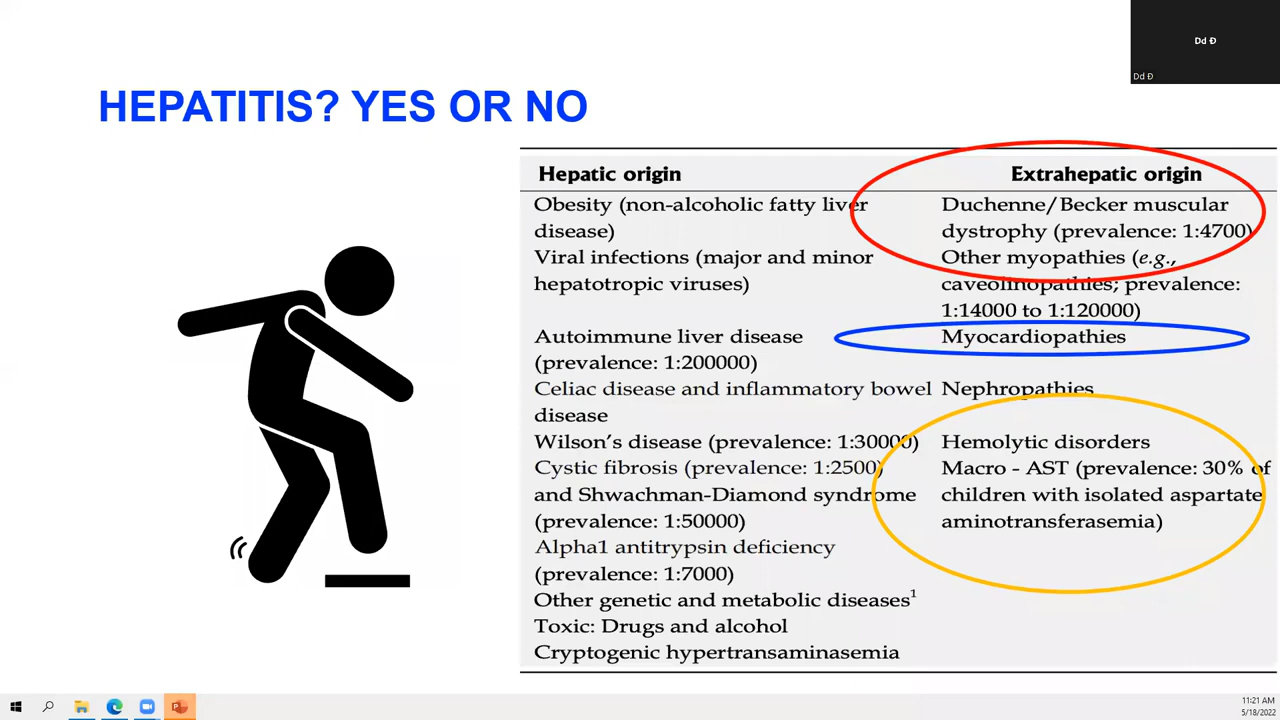 Dd Đ
Dd Đ
HEPATITIS? YES OR NO
Hepatic origin
Obesity (non-alcoholic fatty liver
disease)
Viral infections (major and minor
hepatotropic viruses)
Autoimmune liver disease
(prevalence: 1:200000)
Celiac disease and inflammatory bowel
disease
Wilson's disease (prevalence: 1:30000)
Cystic fibrosis (prevalence: 1:2500)
and Shwachman-Diamond syndrome
(prevalence: 1:50000)
Alpha1 antitrypsin deficiency
(prevalence: 1:7000)
Other genetic and metabolic diseases1
Toxic: Drugs and alcohol
Cryptogenic hypertransaminasemia
Extrahepatic origin
Duchenne/Becker muscular
dystrophy (prevalence: 1:4700)
Other myopathies (e.g.,
caveolinopathies; prevalence:
1:14000 to 1:120000)
Myocardiopathies
Nephropathies
Hemolytic disorders
Macro - AST (prevalence: 30% of
children with isolated aspartate
aminotransferasemia)
11:21 AM
5/18/2022